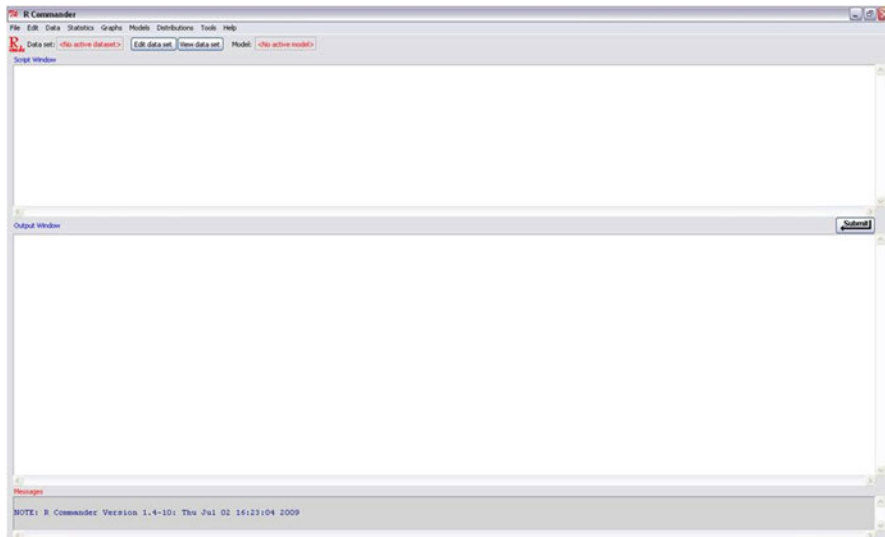 R Commander
File Edit Data Statistics Graphs Models Distributions Tools Help
R Data set: <No active dataset> Edit data set View data set Model: <No active model>
Script Window
Output Window Submit
Messages
NOTE: R Commander Version 1.4-10: Thu Jul 02 16:23:04 2009